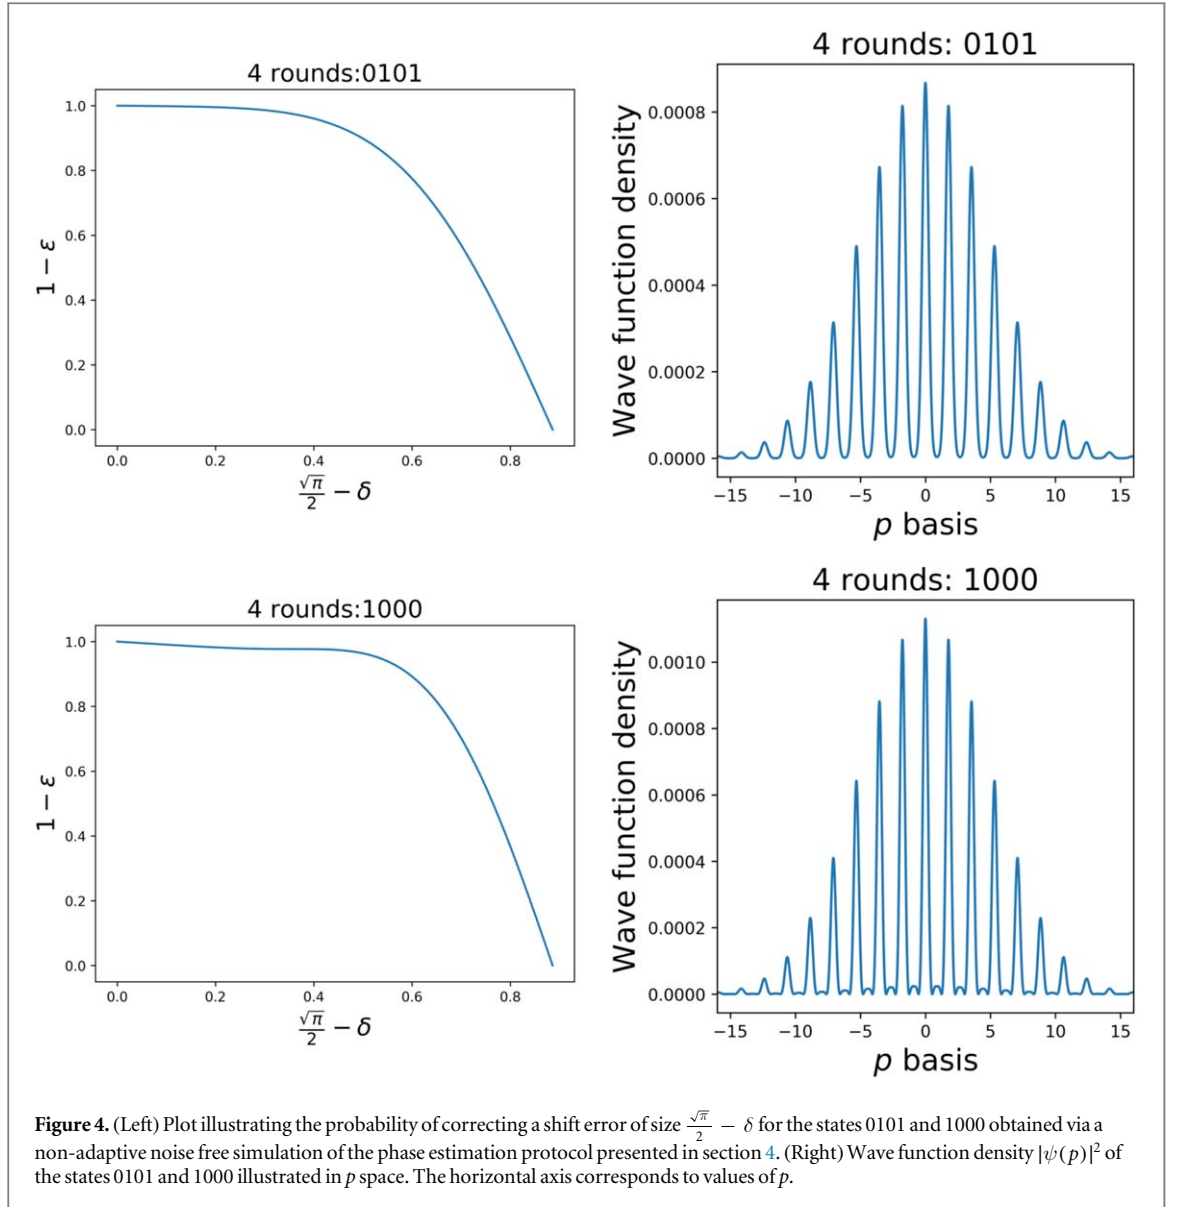 4 rounds:0101
1.0
0.8
0.6
0.4
0.2
0.0
1 − ε
0.0 0.2 0.4 0.6 0.8
√π/2 − δ
4 rounds: 0101
0.0008
0.0006
0.0004
0.0002
0.0000
Wave function density
−15 −10 −5 0 5 10 15
p basis
4 rounds:1000
1.0
0.8
0.6
0.4
0.2
0.0
1 − ε
0.0 0.2 0.4 0.6 0.8
√π/2 − δ
4 rounds: 1000
0.0010
0.0008
0.0006
0.0004
0.0002
0.0000
Wave function density
−15 −10 −5 0 5 10 15
p basis
Figure 4. (Left) Plot illustrating the probability of correcting a shift error of size √π/2 − δ for the states 0101 and 1000 obtained via a
non-adaptive noise free simulation of the phase estimation protocol presented in section 4. (Right) Wave function density |ψ(p)|² of
the states 0101 and 1000 illustrated in p space. The horizontal axis corresponds to values of p.